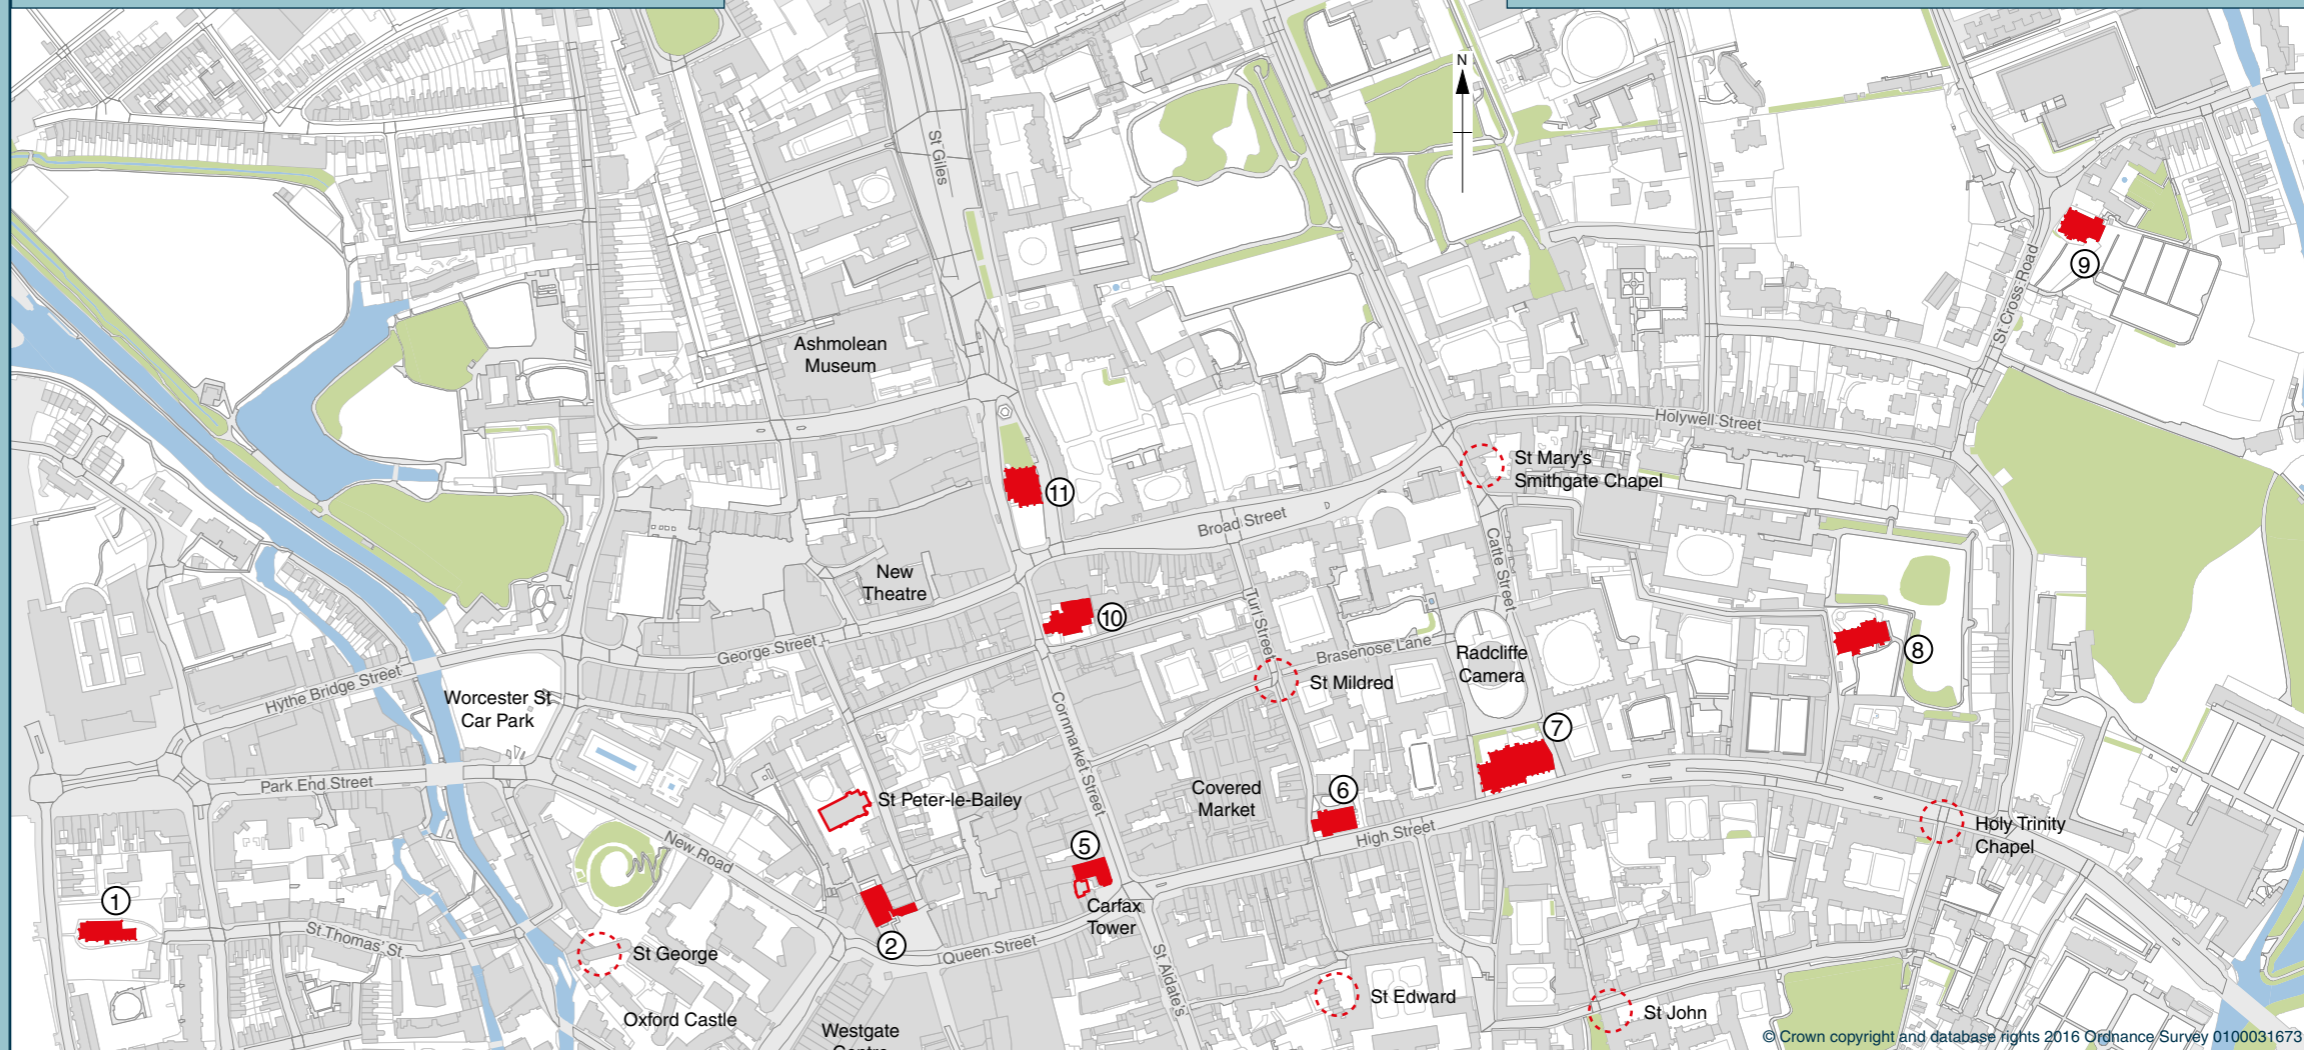 N
St Giles
9
St Cross Road
Ashmolean
Museum
Holywell Street
St Mary's
Smithgate Chapel
11
Broad Street
Catte Street
New
Theatre
Turl Street
10
George Street
Brasenose Lane
Radcliffe
Camera
8
Hythe Bridge Street
St Mildred
Worcester St
Car Park
Cornmarket Street
7
Park End Street
St Peter-le-Bailey
Covered
Market
6
High Street
Holy Trinity
Chapel
New Road
5
1
Carfax
Tower
St Thomas' St.
2
Queen Street
St George
St Aldate's
St Edward
Oxford Castle
St John
Westgate
Centre
© Crown copyright and database rights 2016 Ordnance Survey 0100031673